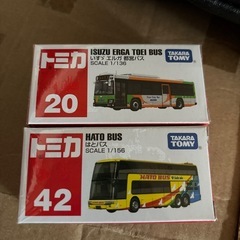 トミカ
ISUZU ERGA TOEI BUS
いすゞ エルガ 都営バス
SCALE 1/136
TAKARA TOMY
20
トミカ
HATO BUS
はとバス
SCALE 1/156
TAKARA TOMY
42
HATO BUS